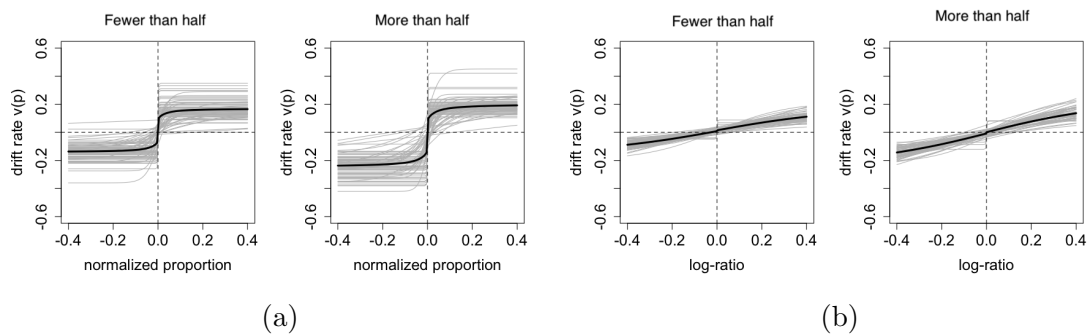 Fewer than half
More than half
Fewer than half
More than half
drift rate v(p)
0.6
0.2
-0.2
-0.6
-0.4 -0.2 0.0 0.2 0.4
normalized proportion
drift rate v(p)
0.6
0.2
-0.2
-0.6
-0.4 -0.2 0.0 0.2 0.4
normalized proportion
drift rate v(p)
0.6
0.2
-0.2
-0.6
-0.4 -0.2 0.0 0.2 0.4
log-ratio
drift rate v(p)
0.6
0.2
-0.2
-0.6
-0.4 -0.2 0.0 0.2 0.4
log-ratio
(a)
(b)